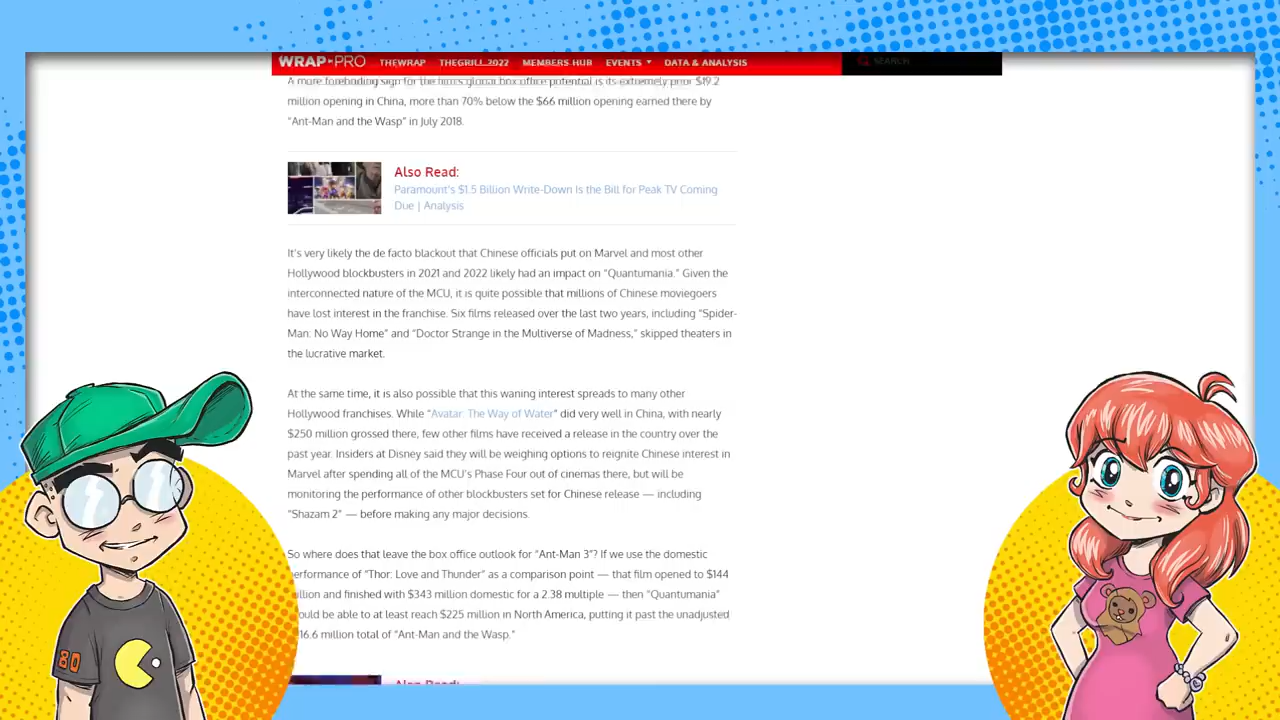 WRAP PRO THEWRAP THEGRILL 2022 MEMBERS HUB EVENTS DATA & ANALYSIS SEARCH
A more foreboding sign for the film's global box office potential is its extremely poor $19.2
million opening in China, more than 70% below the $66 million opening earned there by
“Ant-Man and the Wasp” in July 2018.
Also Read:
Paramount's $1.5 Billion Write-Down Is the Bill for Peak TV Coming
Due | Analysis
It's very likely the de facto blackout that Chinese officials put on Marvel and most other
Hollywood blockbusters in 2021 and 2022 likely had an impact on “Quantumania.” Given the
interconnected nature of the MCU, it is quite possible that millions of Chinese moviegoers
have lost interest in the franchise. Six films released over the last two years, including “Spider-
Man: No Way Home” and “Doctor Strange in the Multiverse of Madness,” skipped theaters in
the lucrative market.
At the same time, it is also possible that this waning interest spreads to many other
Hollywood franchises. While “Avatar: The Way of Water” did very well in China, with nearly
$250 million grossed there, few other films have received a release in the country over the
past year. Insiders at Disney said they will be weighing options to reignite Chinese interest in
Marvel after spending all of the MCU's Phase Four out of cinemas there, but will be
monitoring the performance of other blockbusters set for Chinese release — including
“Shazam 2” — before making any major decisions.
So where does that leave the box office outlook for “Ant-Man 3”? If we use the domestic
performance of “Thor: Love and Thunder” as a comparison point — that film opened to $144
million and finished with $343 million domestic for a 2.38 multiple — then “Quantumania”
should be able to at least reach $225 million in North America, putting it past the unadjusted
16.6 million total of “Ant-Man and the Wasp.”
Also Read:
80